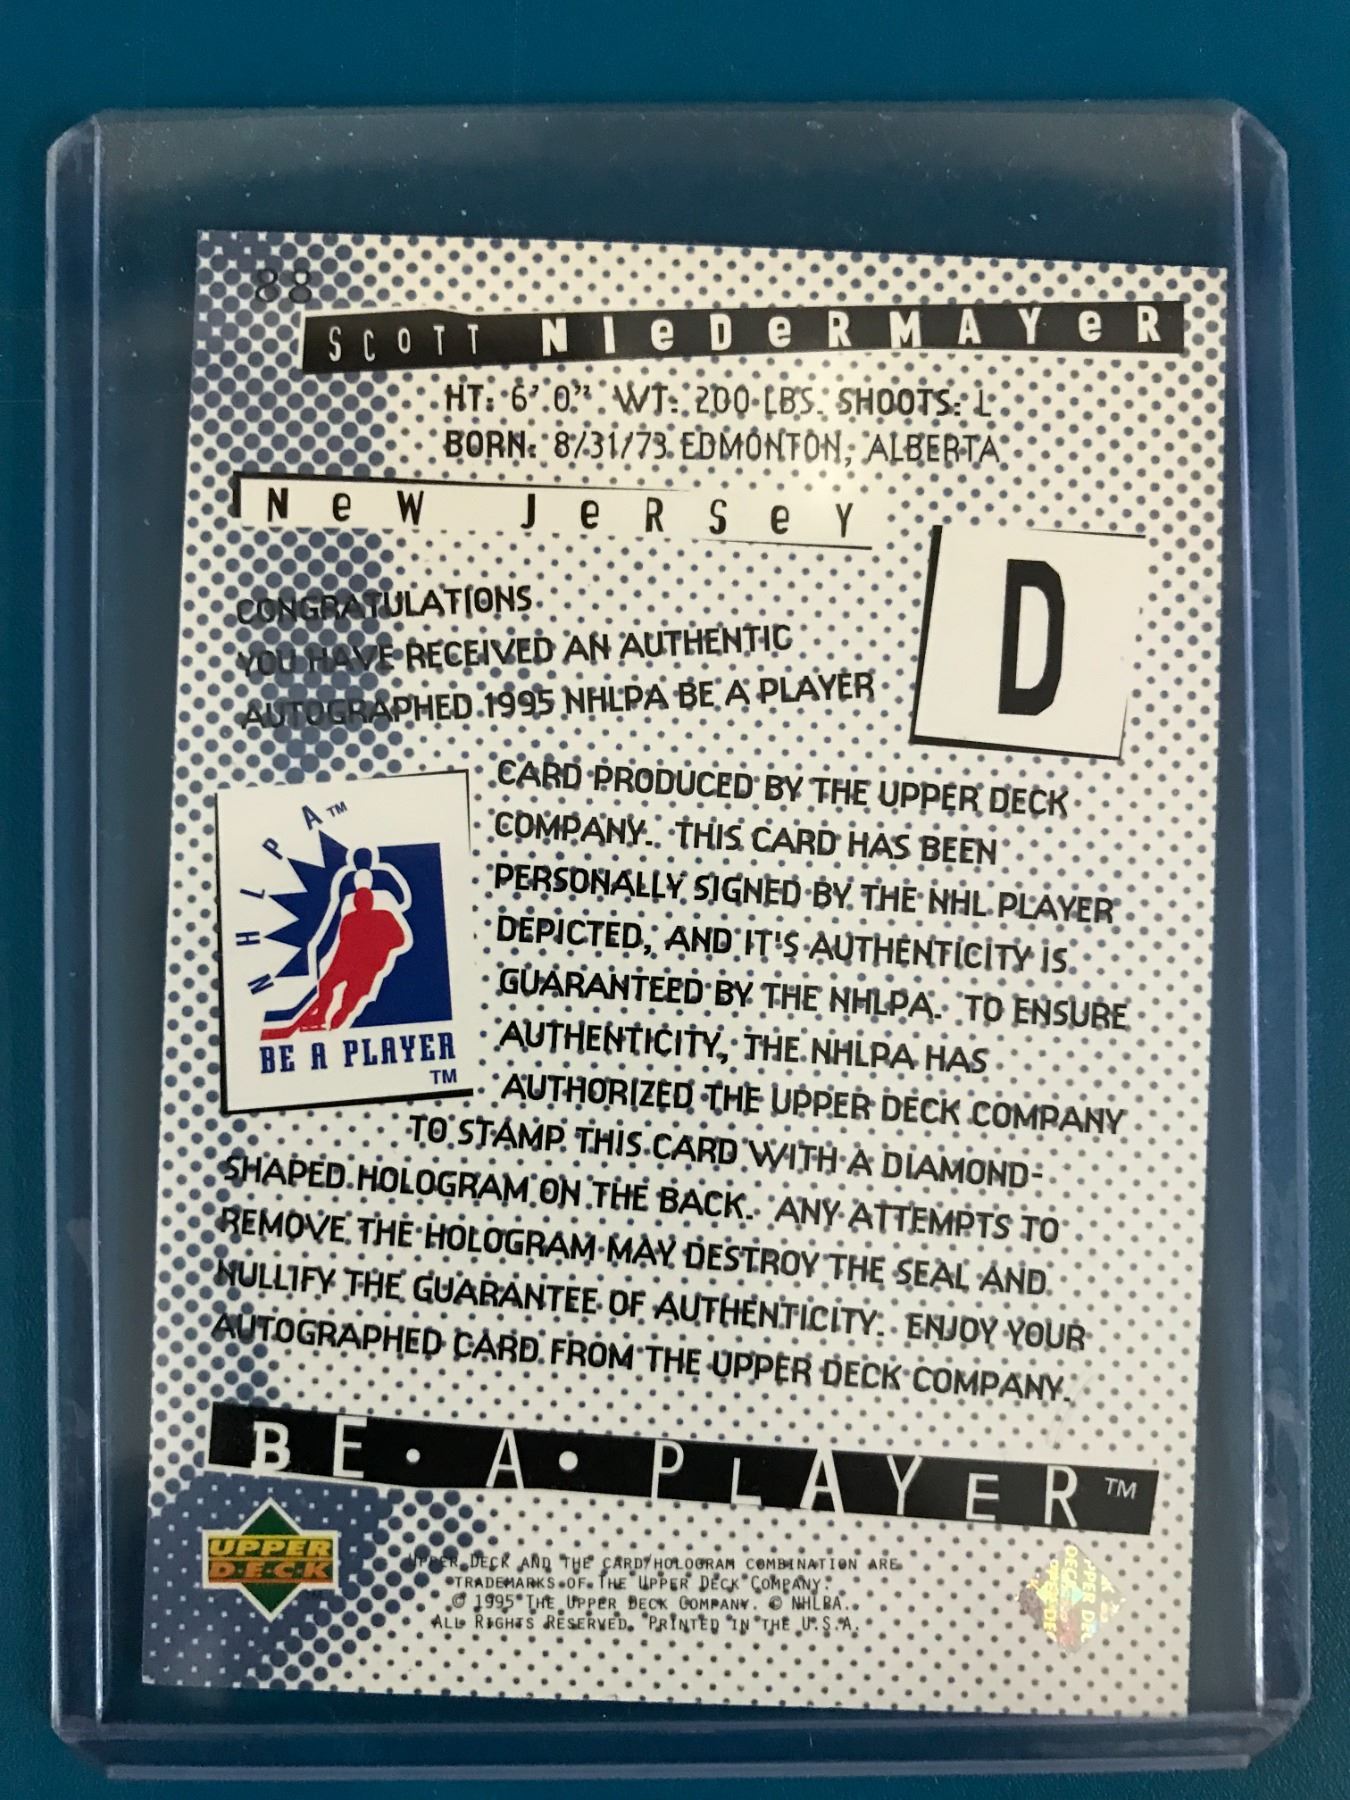 88
SCOTT NIeDeRMAYeR
HT: 6' 0" WT: 200 LBS. SHOOTS: L
BORN: 8/31/73 EDMONTON, ALBERTA
NeW JeRSeY
D
CONGRATULATIONS
YOU HAVE RECEIVED AN AUTHENTIC
AUTOGRAPHED 1995 NHLPA BE A PLAYER
CARD PRODUCED BY THE UPPER DECK
COMPANY. THIS CARD HAS BEEN
PERSONALLY SIGNED BY THE NHL PLAYER
DEPICTED, AND IT'S AUTHENTICITY IS
GUARANTEED BY THE NHLPA. TO ENSURE
AUTHENTICITY, THE NHLPA HAS
AUTHORIZED THE UPPER DECK COMPANY
TO STAMP THIS CARD WITH A DIAMOND-
SHAPED HOLOGRAM ON THE BACK. ANY ATTEMPTS TO
REMOVE THE HOLOGRAM MAY DESTROY THE SEAL AND
NULLIFY THE GUARANTEE OF AUTHENTICITY. ENJOY YOUR
AUTOGRAPHED CARD FROM THE UPPER DECK COMPANY.
NHLPA™
BE A PLAYER
™
BE • A • PLAYER™
UPPER
D•E•C•K
UPPER DECK AND THE CARD/HOLOGRAM COMBINATION ARE
TRADEMARKS OF THE UPPER DECK COMPANY.
© 1995 THE UPPER DECK COMPANY. © NHLPA.
ALL RIGHTS RESERVED. PRINTED IN THE U.S.A.